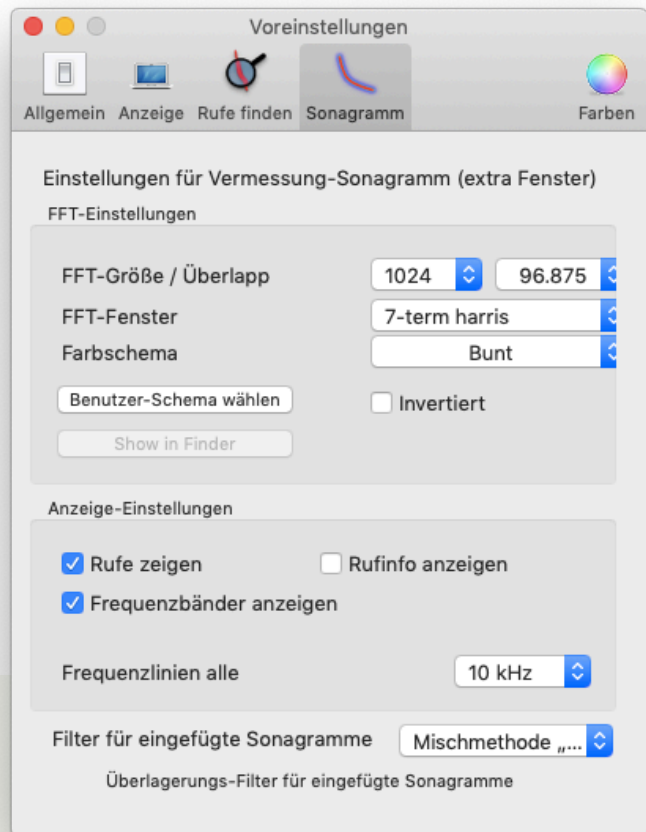 Voreinstellungen
Allgemein Anzeige Rufe finden Sonagramm Farben
Einstellungen für Vermessung-Sonagramm (extra Fenster)
FFT-Einstellungen
FFT-Größe / Überlapp 1024 96.875
FFT-Fenster 7-term harris
Farbschema Bunt
Benutzer-Schema wählen Invertiert
Show in Finder
Anzeige-Einstellungen
Rufe zeigen Rufinfo anzeigen
Frequenzbänder anzeigen
Frequenzlinien alle 10 kHz
Filter für eingefügte Sonagramme Mischmethode „...
Überlagerungs-Filter für eingefügte Sonagramme